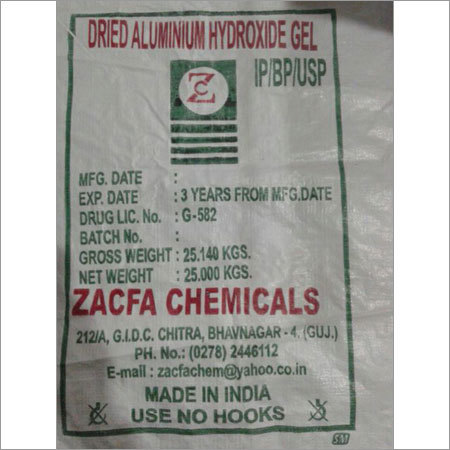 DRIED ALUMINIUM HYDROXIDE GEL
IP/BP/USP
ZC
MFG. DATE :
EXP. DATE : 3 YEARS FROM MFG.DATE
DRUG LIC. No. : G-582
BATCH No. :
GROSS WEIGHT : 25.140 KGS.
NET WEIGHT : 25.000 KGS.
ZACFA CHEMICALS
212/A, G.I.D.C. CHITRA, BHAVNAGAR - 4. (GUJ.)
PH. No.: (0278) 2446112
E-mail : zacfachem@yahoo.co.in
MADE IN INDIA
USE NO HOOKS